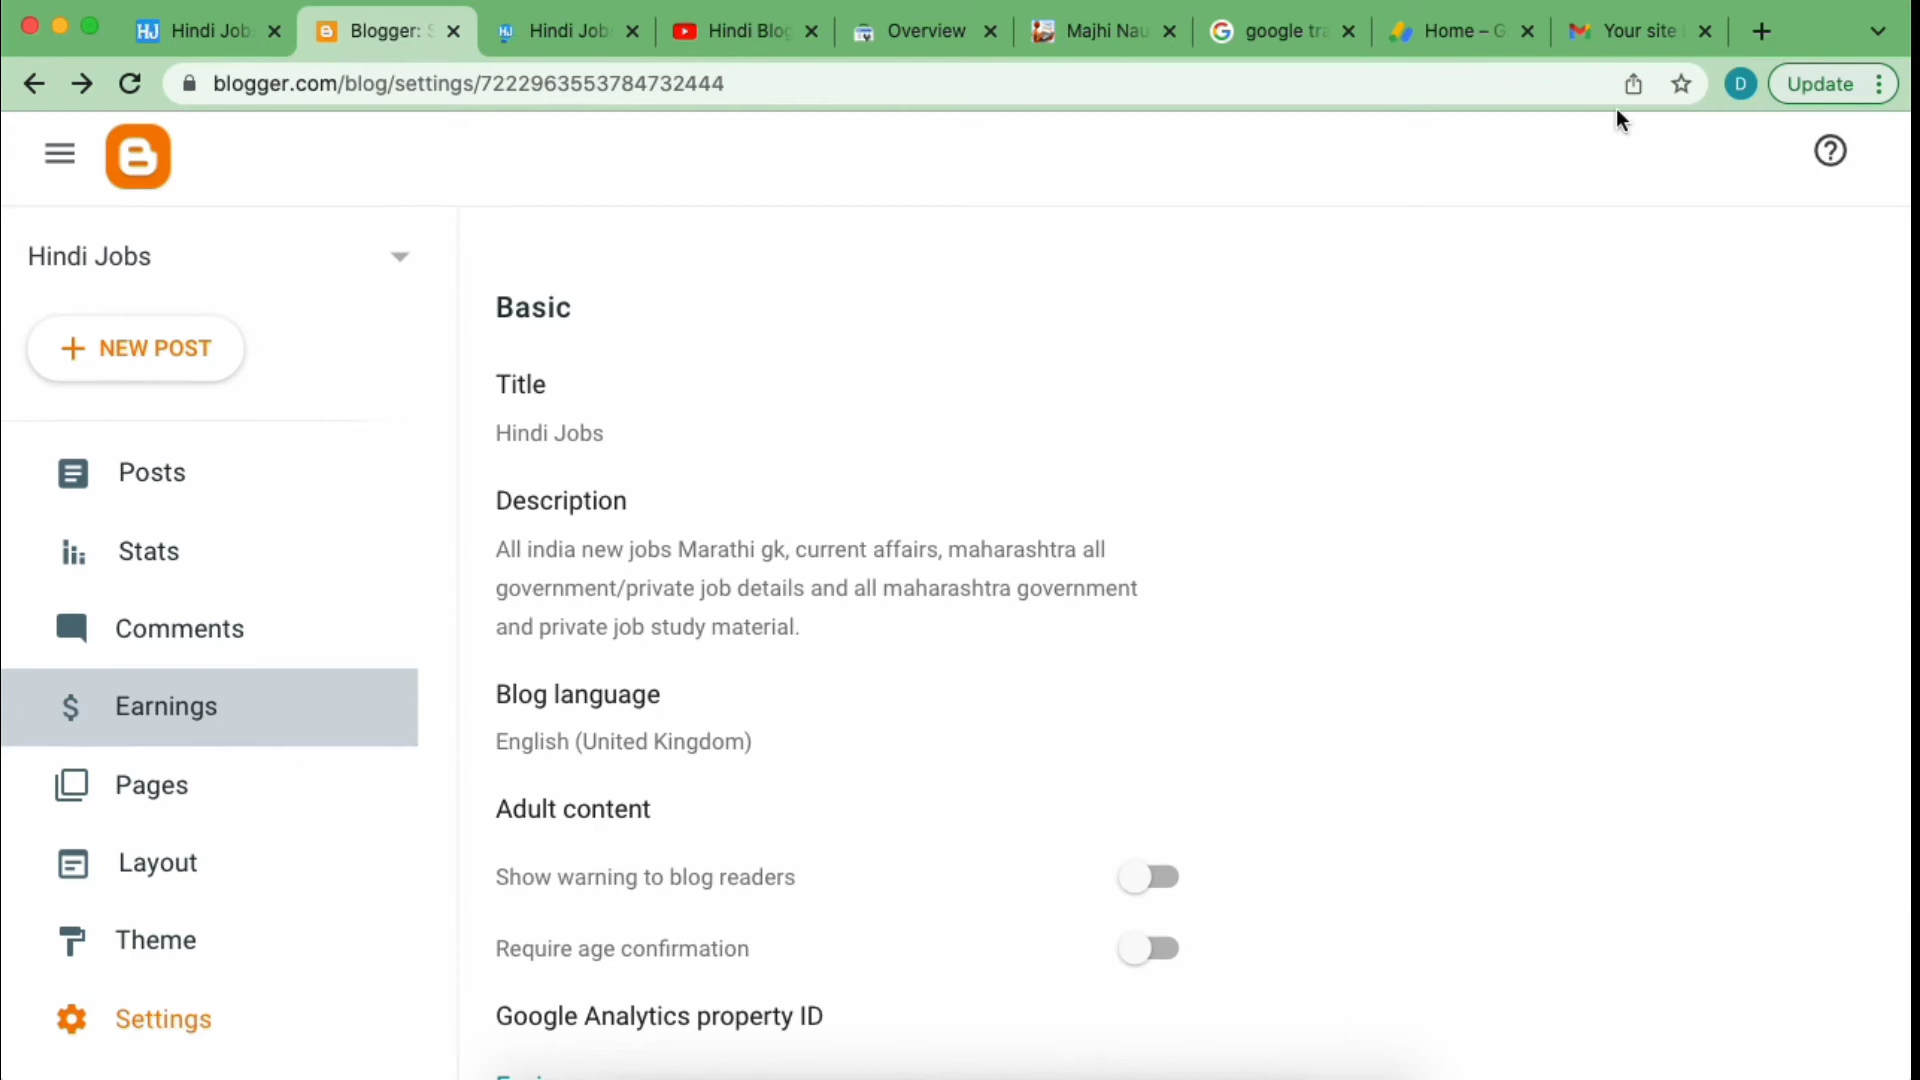 Hindi Job
Blogger: S
Hindi Job
Hindi Blog
Overview
Majhi Nau
google tra
Home – G
Your site i
blogger.com/blog/settings/7222963553784732444
D
Update
Hindi Jobs
NEW POST
Posts
Stats
Comments
Earnings
Pages
Layout
Theme
Settings
Basic
Title
Hindi Jobs
Description
All india new jobs Marathi gk, current affairs, maharashtra all
government/private job details and all maharashtra government
and private job study material.
Blog language
English (United Kingdom)
Adult content
Show warning to blog readers
Require age confirmation
Google Analytics property ID